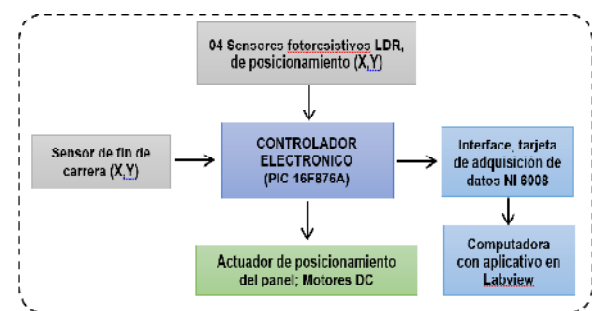 04 Sensores fotoresistivos LDR,
de posicionamiento (X,Y)
Sensor de fin de
carrera (X,Y)
CONTROLADOR
ELECTRONICO
(PIC 16F876A)
Interface, tarjeta
de adquisición de
datos NI 6008
Actuador de posicionamiento
del panel; Motores DC
Computadora
con aplicativo en
Labview